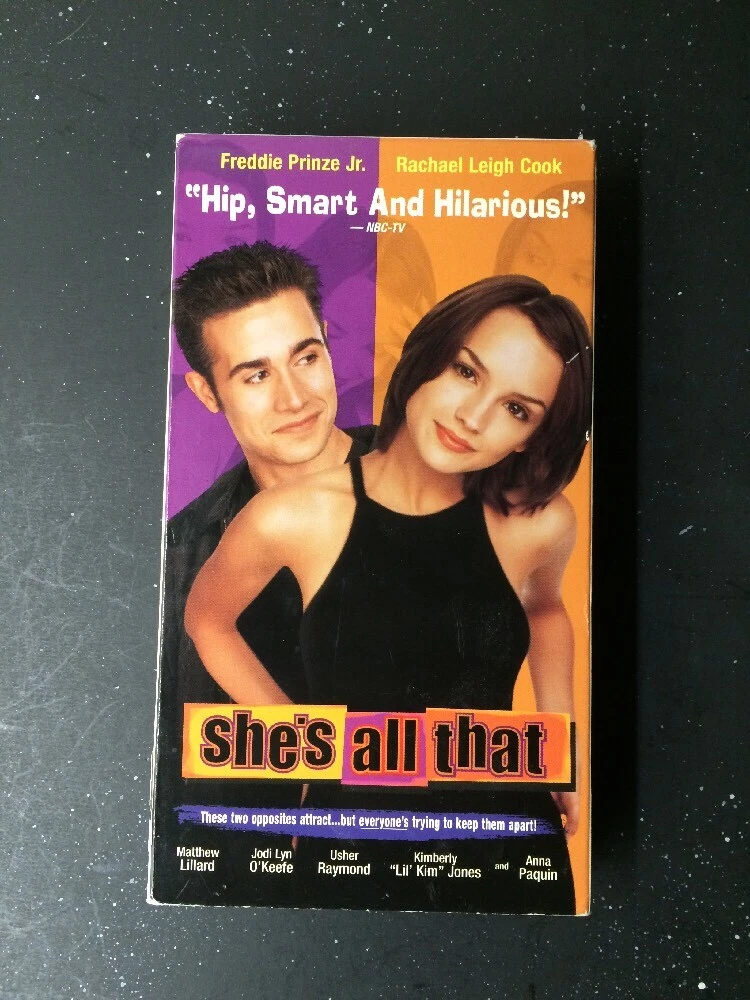 Freddie Prinze Jr. Rachael Leigh Cook
“Hip, Smart And Hilarious!”
— NBC-TV
she's all that
These two opposites attract...but everyone's trying to keep them apart!
Matthew Lillard
Jodi Lyn O'Keefe
Usher Raymond
Kimberly “Lil' Kim” Jones
and
Anna Paquin